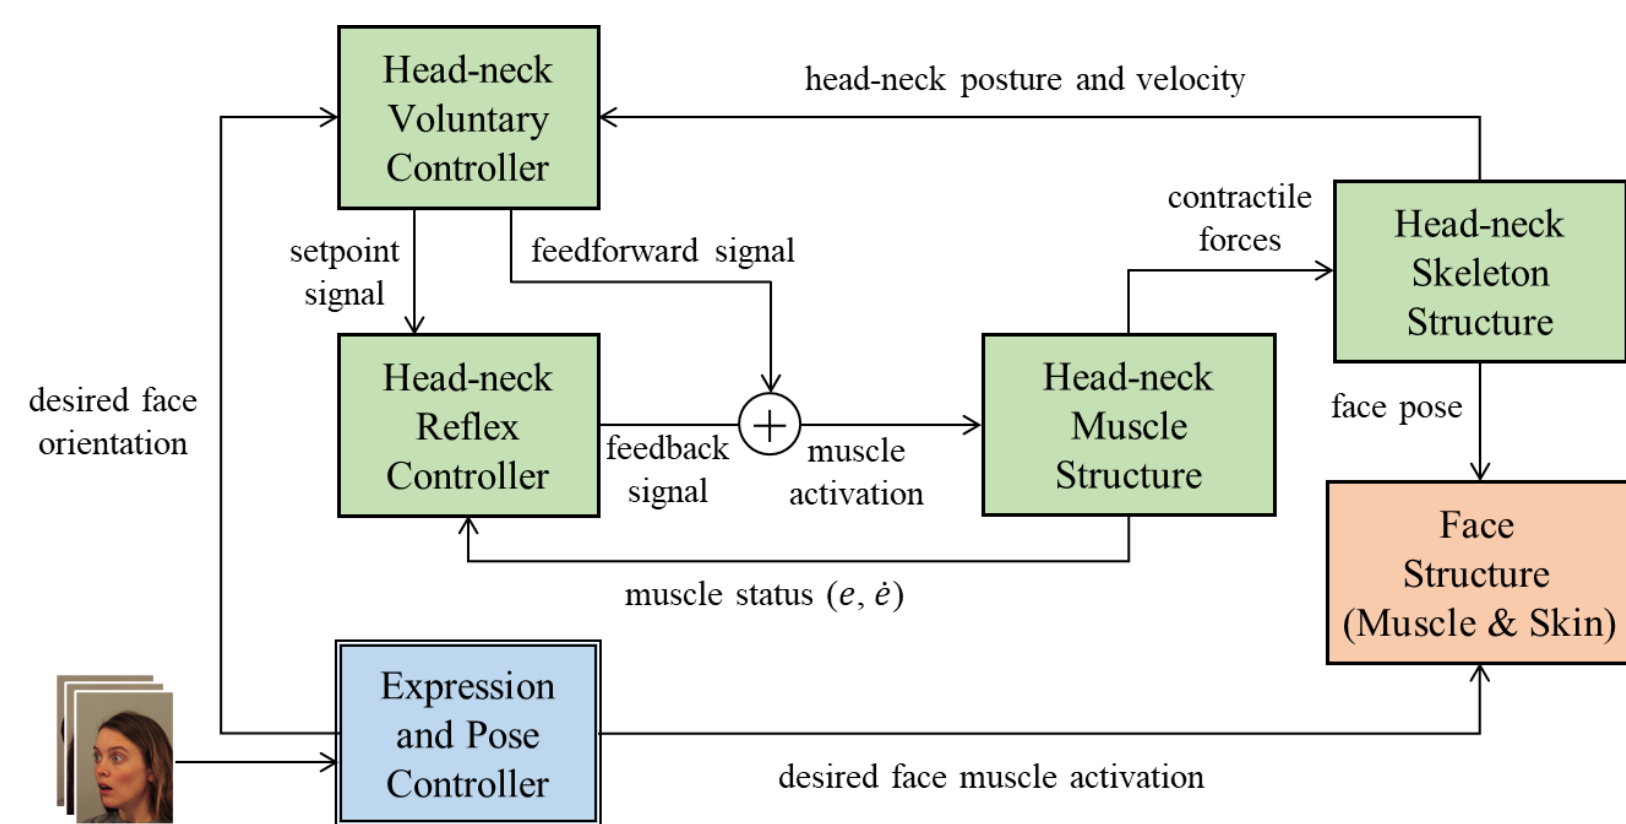 Head-neck
Voluntary
Controller
head-neck posture and velocity
setpoint
signal
feedforward signal
contractile
forces
Head-neck
Skeleton
Structure
desired face
orientation
Head-neck
Reflex
Controller
feedback
signal
+
muscle
activation
Head-neck
Muscle
Structure
face pose
muscle status (e, ė)
Face
Structure
(Muscle & Skin)
Expression
and Pose
Controller
desired face muscle activation